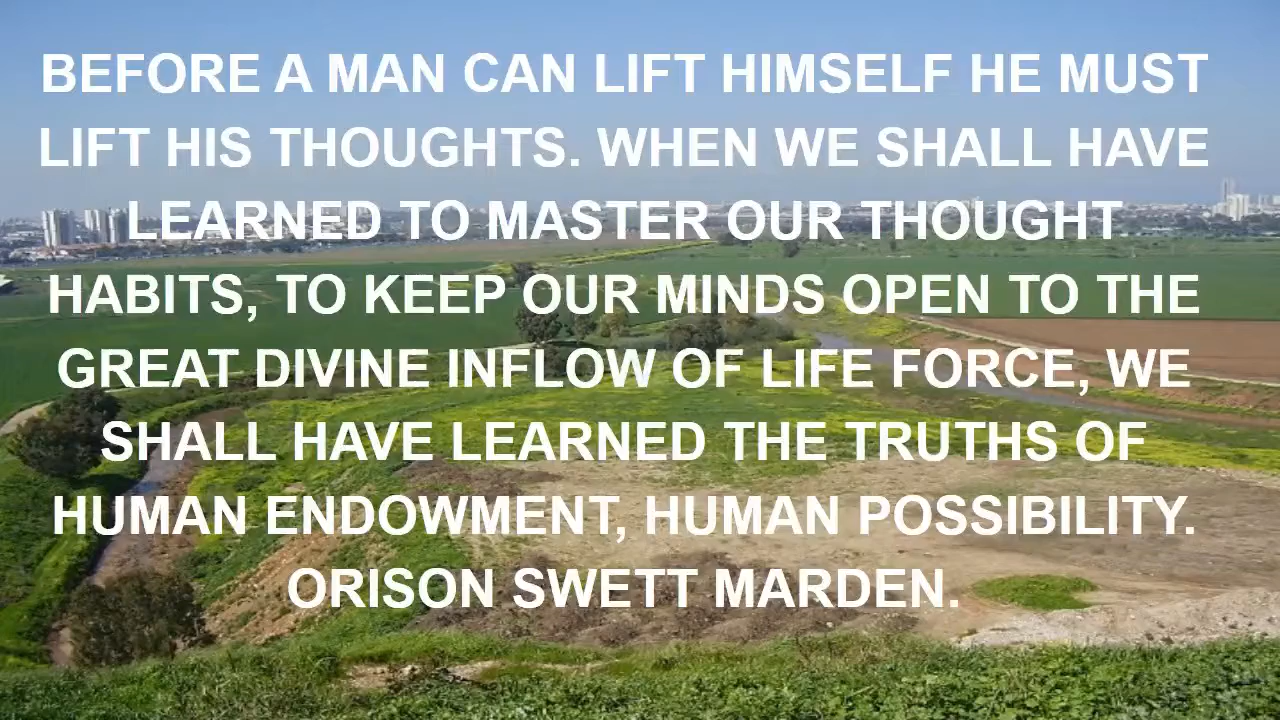 BEFORE A MAN CAN LIFT HIMSELF HE MUST
LIFT HIS THOUGHTS. WHEN WE SHALL HAVE
LEARNED TO MASTER OUR THOUGHT
HABITS, TO KEEP OUR MINDS OPEN TO THE
GREAT DIVINE INFLOW OF LIFE FORCE, WE
SHALL HAVE LEARNED THE TRUTHS OF
HUMAN ENDOWMENT, HUMAN POSSIBILITY.
ORISON SWETT MARDEN.